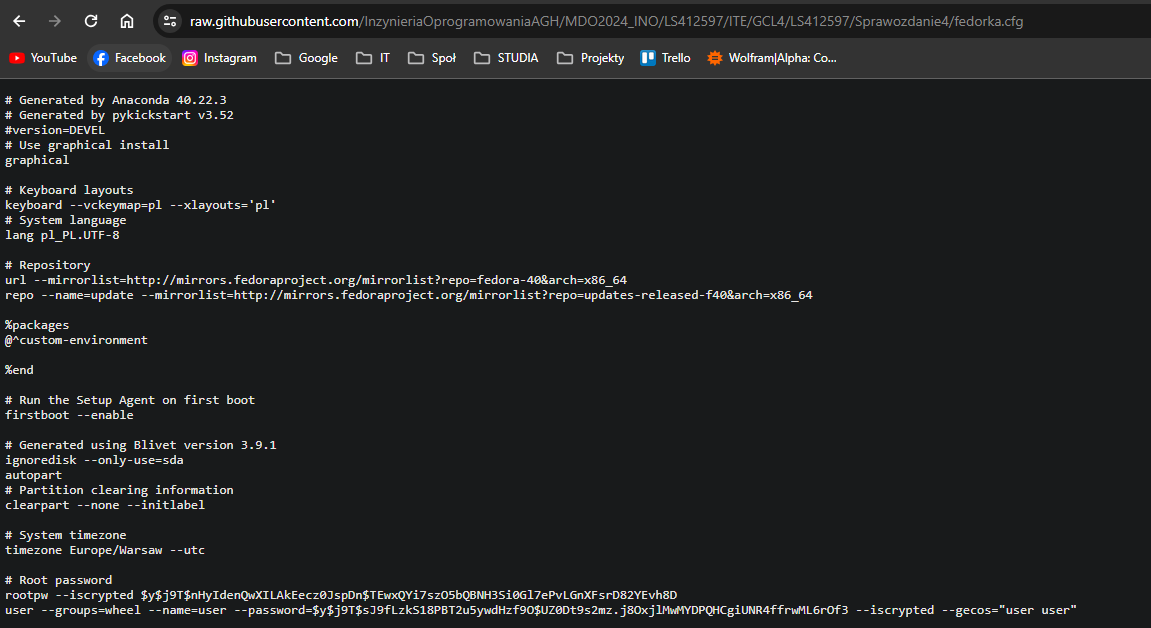 raw.githubusercontent.com/InzynieriaOprogramowaniaAGH/MDO2024_INO/LS412597/ITE/GCL4/LS412597/Sprawozdanie4/fedorka.cfg
YouTube Facebook Instagram Google IT Społ STUDIA Projekty Trello Wolfram|Alpha: Co...
# Generated by Anaconda 40.22.3
# Generated by pykickstart v3.52
#version=DEVEL
# Use graphical install
graphical
# Keyboard layouts
keyboard --vckeymap=pl --xlayouts='pl'
# System language
lang pl_PL.UTF-8
# Repository
url --mirrorlist=http://mirrors.fedoraproject.org/mirrorlist?repo=fedora-40&arch=x86_64
repo --name=update --mirrorlist=http://mirrors.fedoraproject.org/mirrorlist?repo=updates-released-f40&arch=x86_64
%packages
@^custom-environment
%end
# Run the Setup Agent on first boot
firstboot --enable
# Generated using Blivet version 3.9.1
ignoredisk --only-use=sda
autopart
# Partition clearing information
clearpart --none --initlabel
# System timezone
timezone Europe/Warsaw --utc
# Root password
rootpw --iscrypted $y$j9T$nHyIdenQwXILAkEecz0JspDn$TEwxQYi7szO5bQBNH3Si0Gl7ePvLGnXFsrD82YEvh8D
user --groups=wheel --name=user --password=$y$j9T$sJ9fLzkS18PBT2u5ywdHzf9O$UZ0Dt9s2mz.j8OxjlMwMYDPQHCgiUNR4ffrwML6rOf3 --iscrypted --gecos="user user"